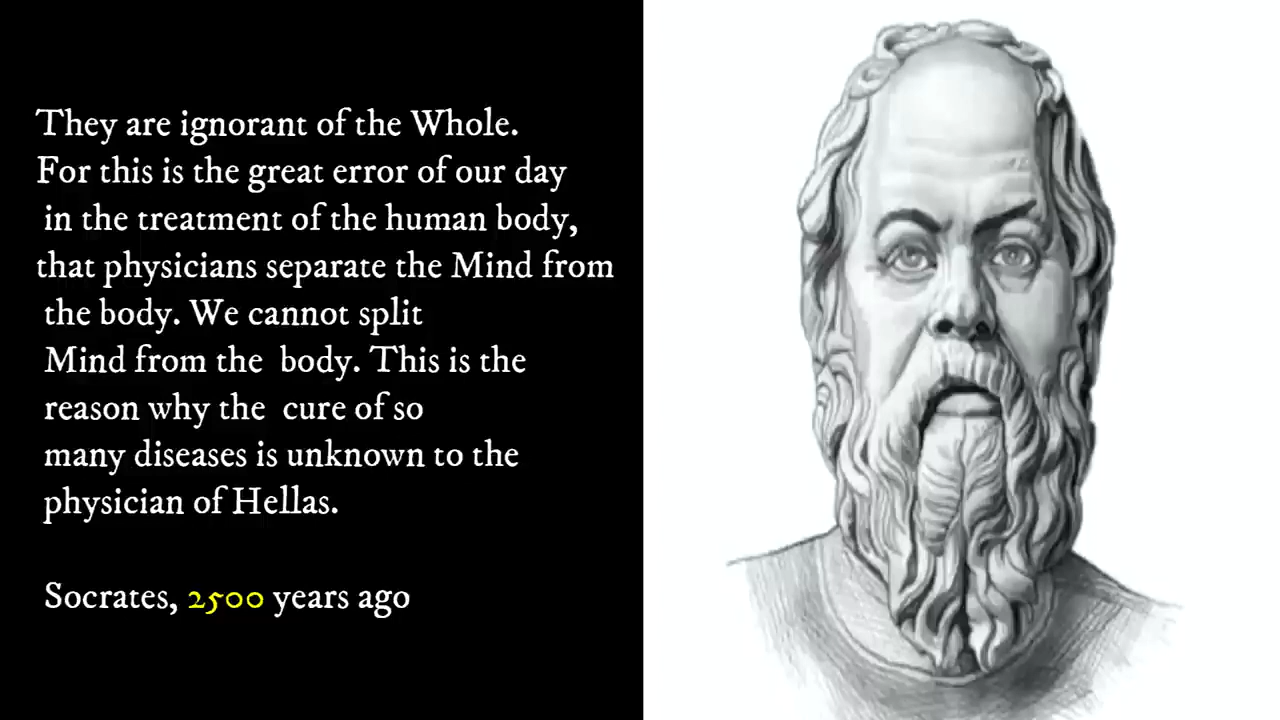 They are ignorant of the Whole.
For this is the great error of our day
in the treatment of the human body,
that physicians separate the Mind from
the body. We cannot split
Mind from the body. This is the
reason why the cure of so
many diseases is unknown to the
physician of Hellas.
Socrates, 2500 years ago